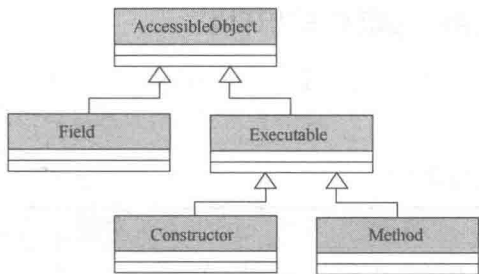 AccessibleObject
Field
Executable
Constructor
Method